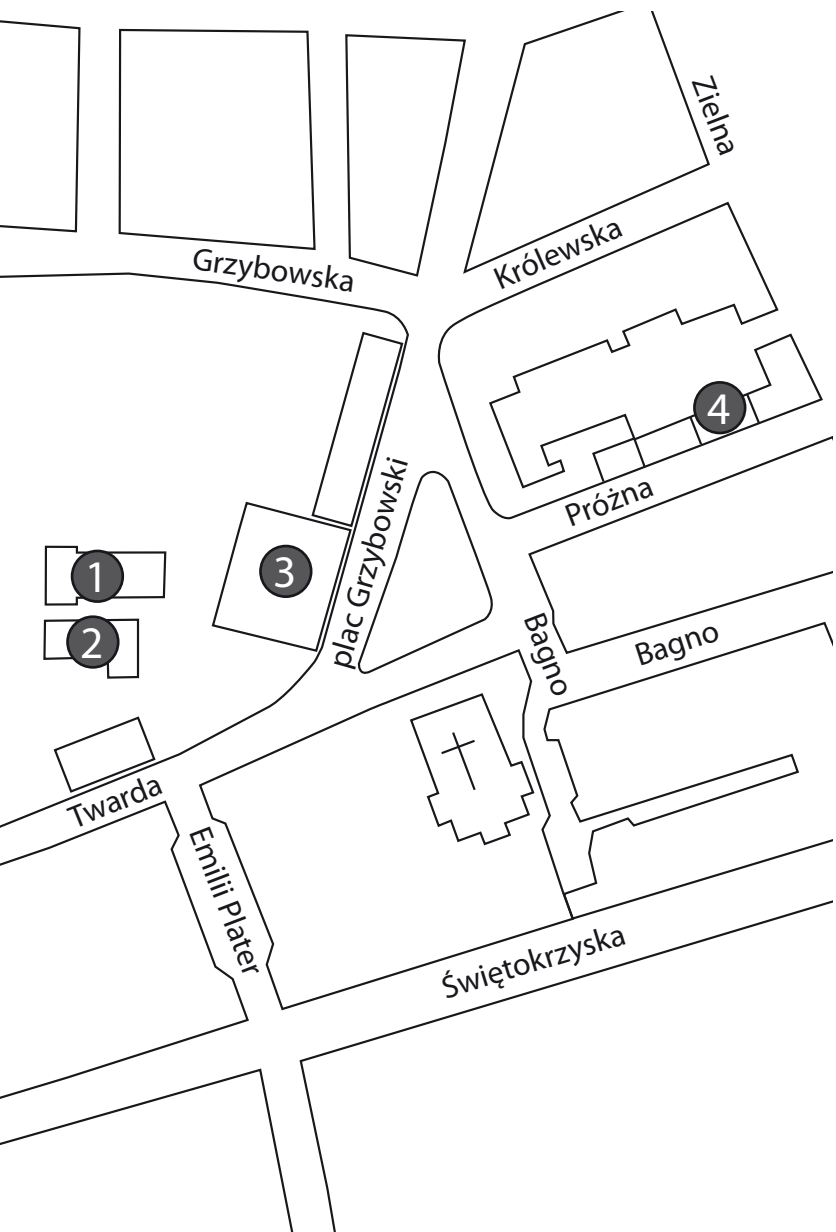 Zielna
Królewska
Grzybowska
4
plac Grzybowski
Próżna
1
3
2
Bagno
Bagno
Twarda
Emilii Plater
Świętokrzyska